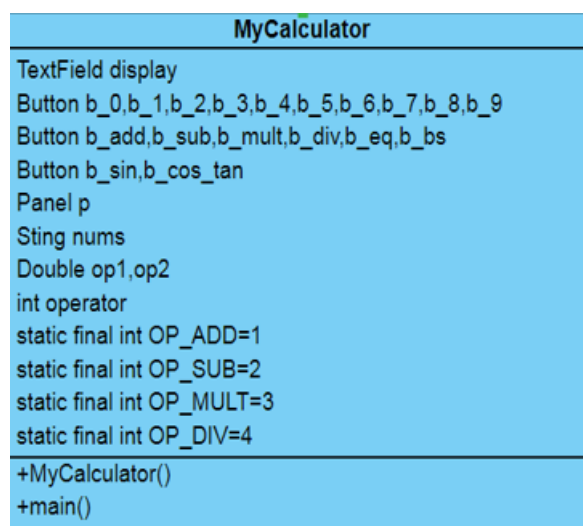 MyCalculator
TextField display
Button b_0,b_1,b_2,b_3,b_4,b_5,b_6,b_7,b_8,b_9
Button b_add,b_sub,b_mult,b_div,b_eq,b_bs
Button b_sin,b_cos_tan
Panel p
Sting nums
Double op1,op2
int operator
static final int OP_ADD=1
static final int OP_SUB=2
static final int OP_MULT=3
static final int OP_DIV=4
+MyCalculator()
+main()